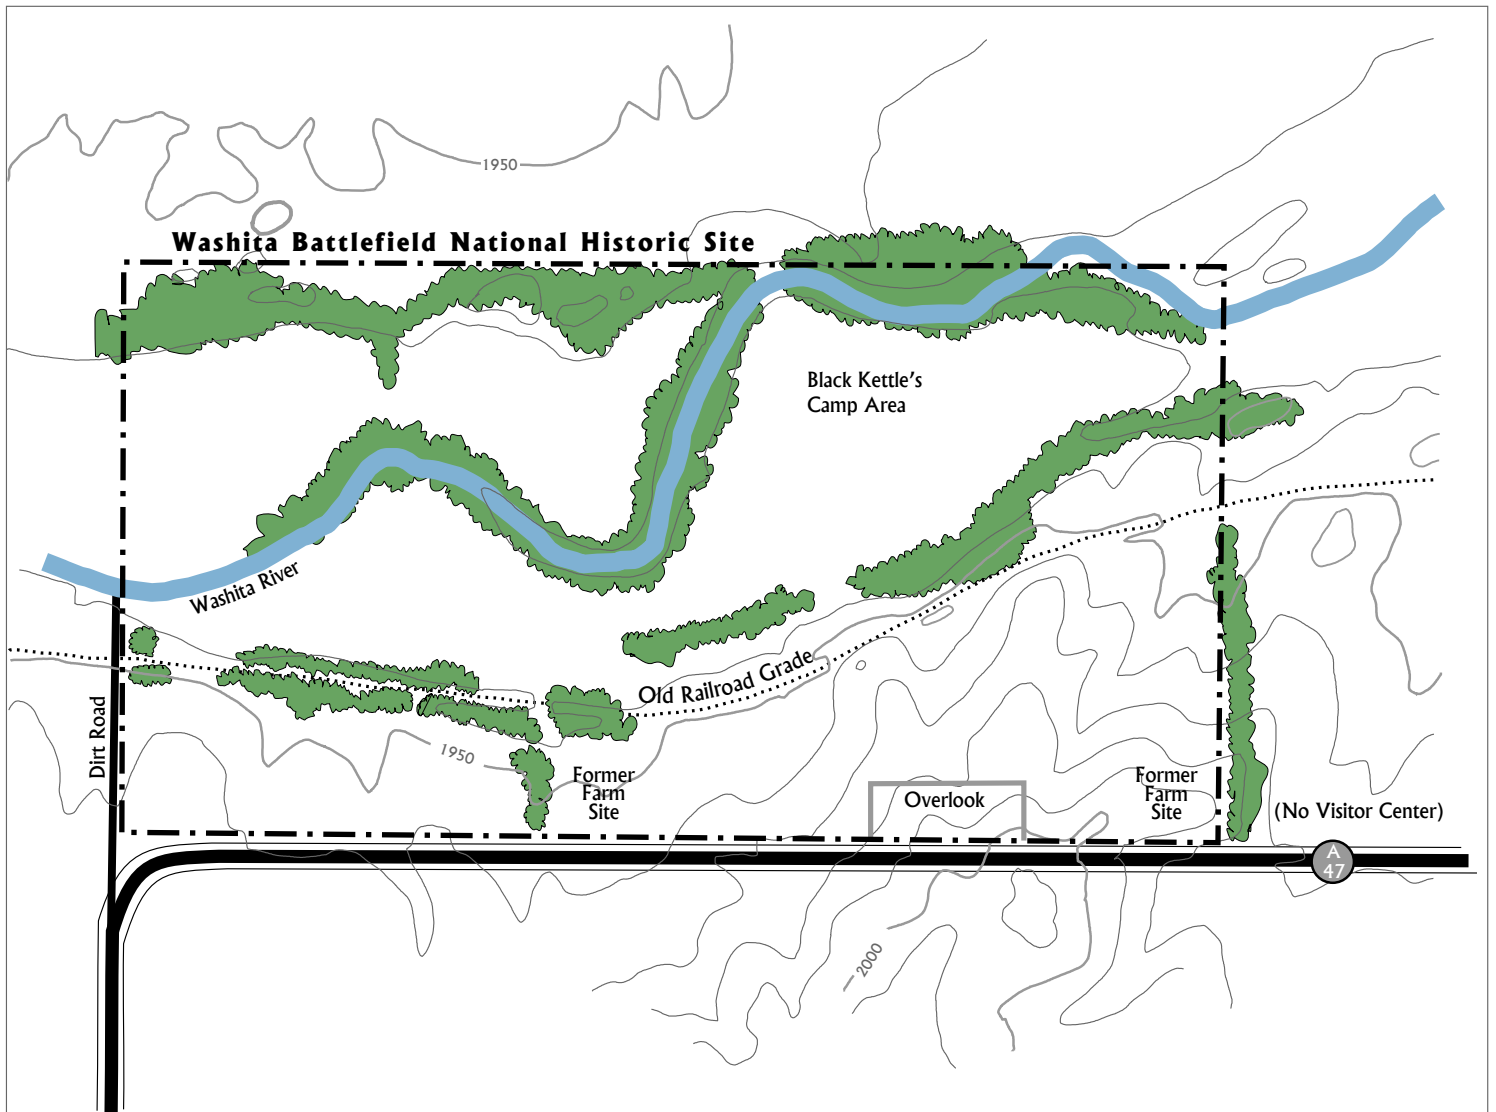 1950
Washita Battlefield National Historic Site
Black Kettle's
Camp Area
Washita River
Old Railroad Grade
Dirt Road
1950
Former
Farm
Site
Overlook
Former
Farm
Site
(No Visitor Center)
A
47
2000